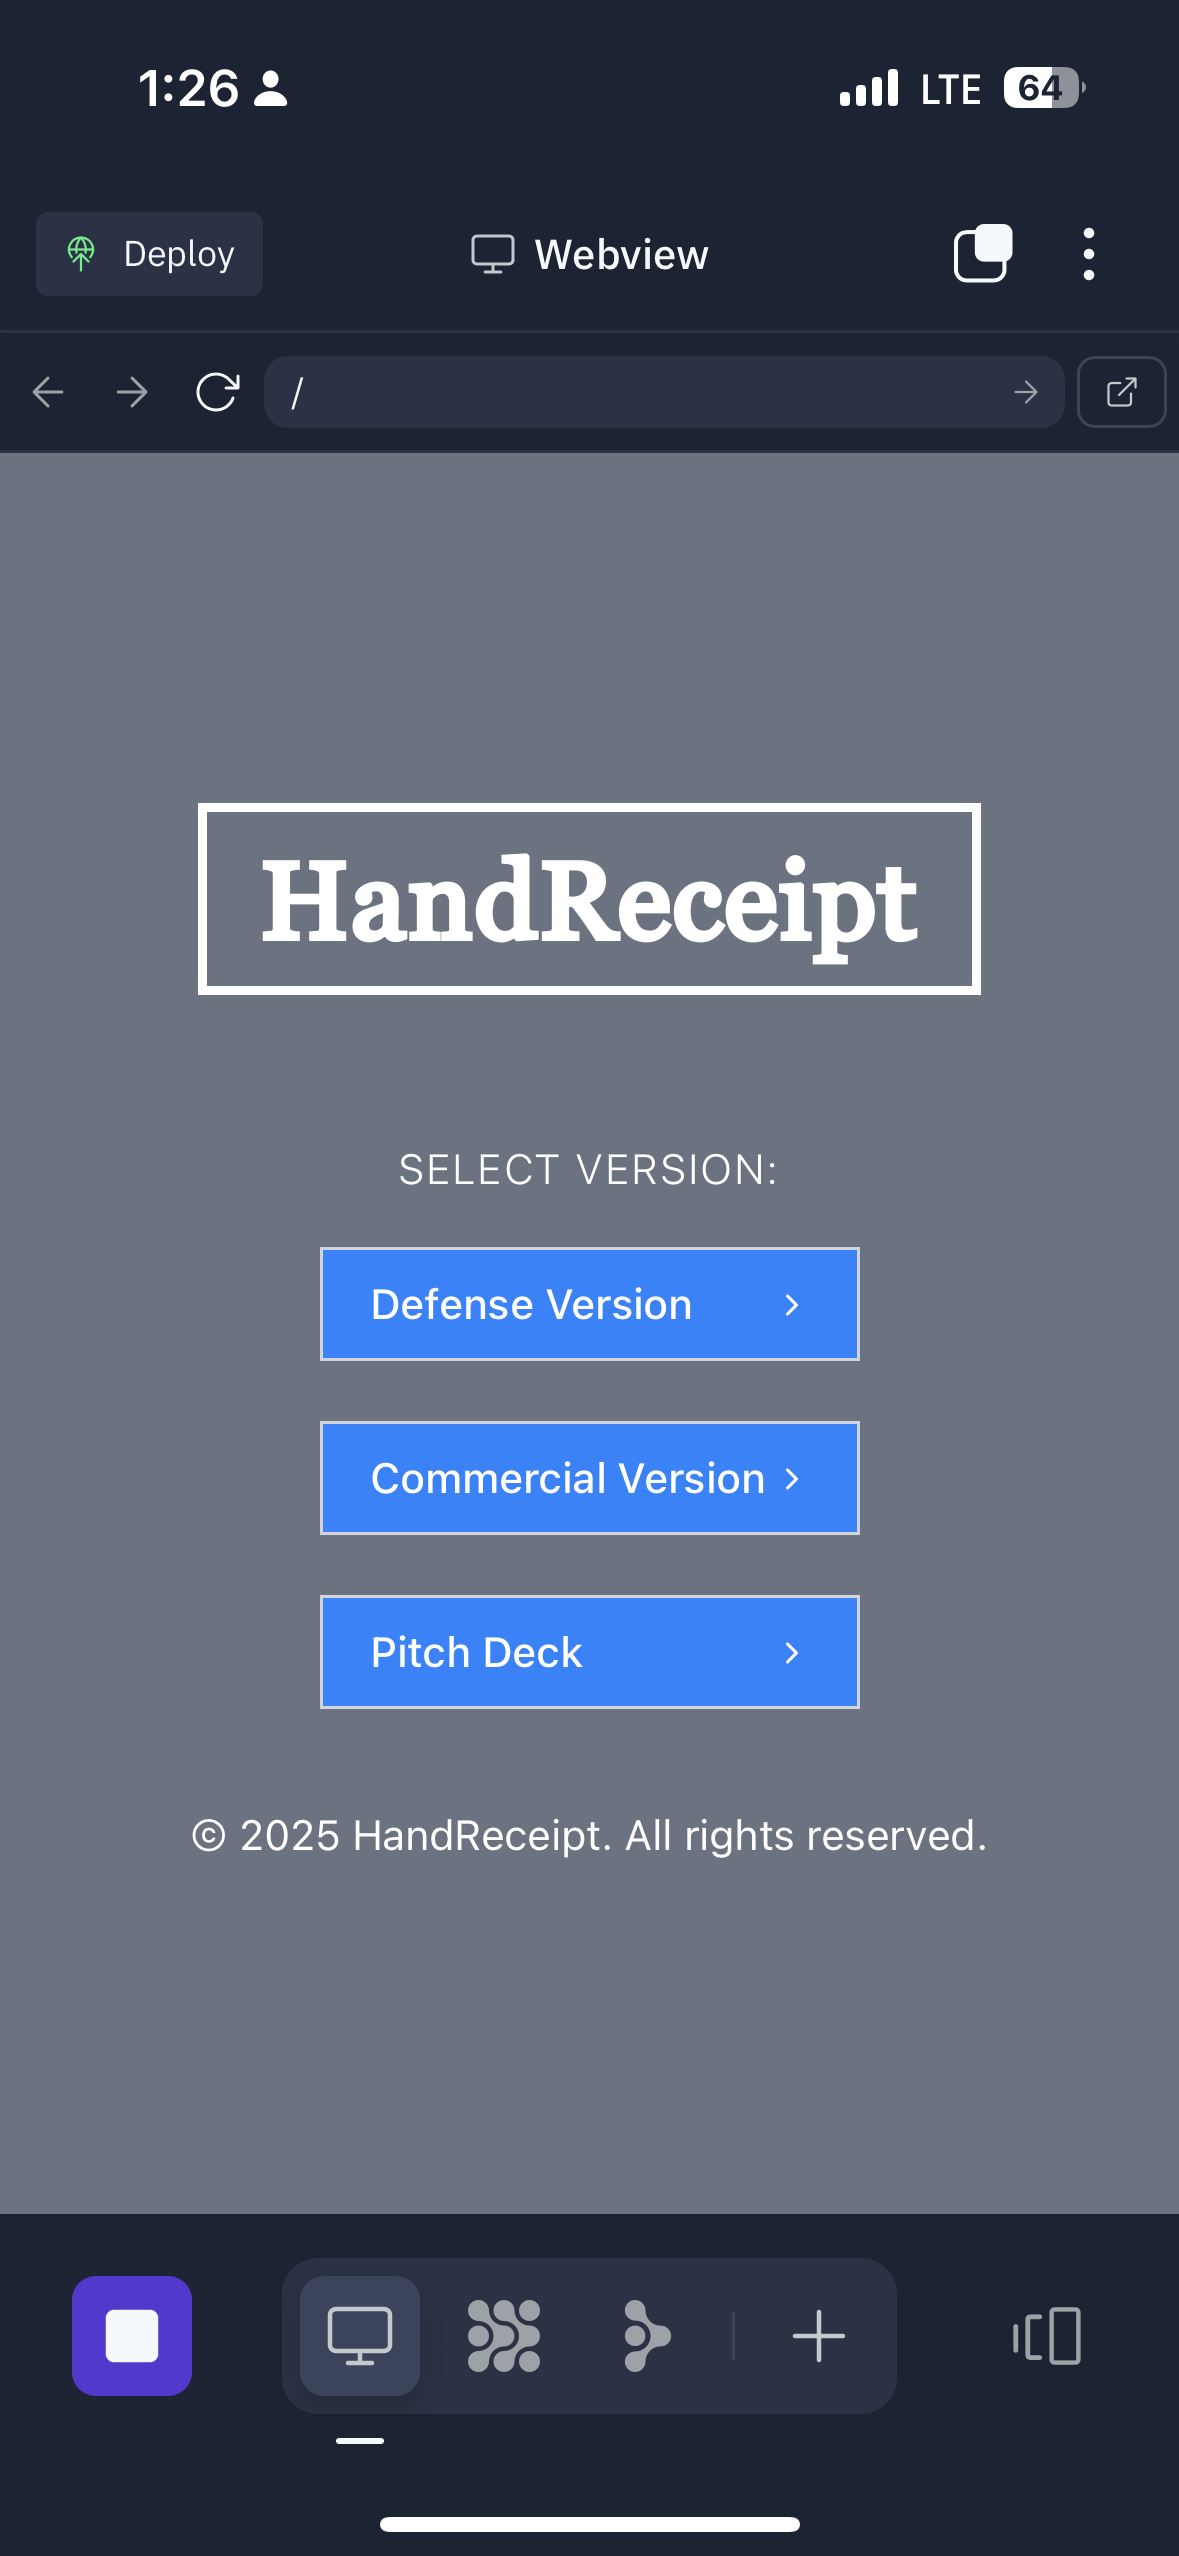 1:26 LTE 64
Deploy Webview
/
HandReceipt
SELECT VERSION:
Defense Version
Commercial Version
Pitch Deck
© 2025 HandReceipt. All rights reserved.